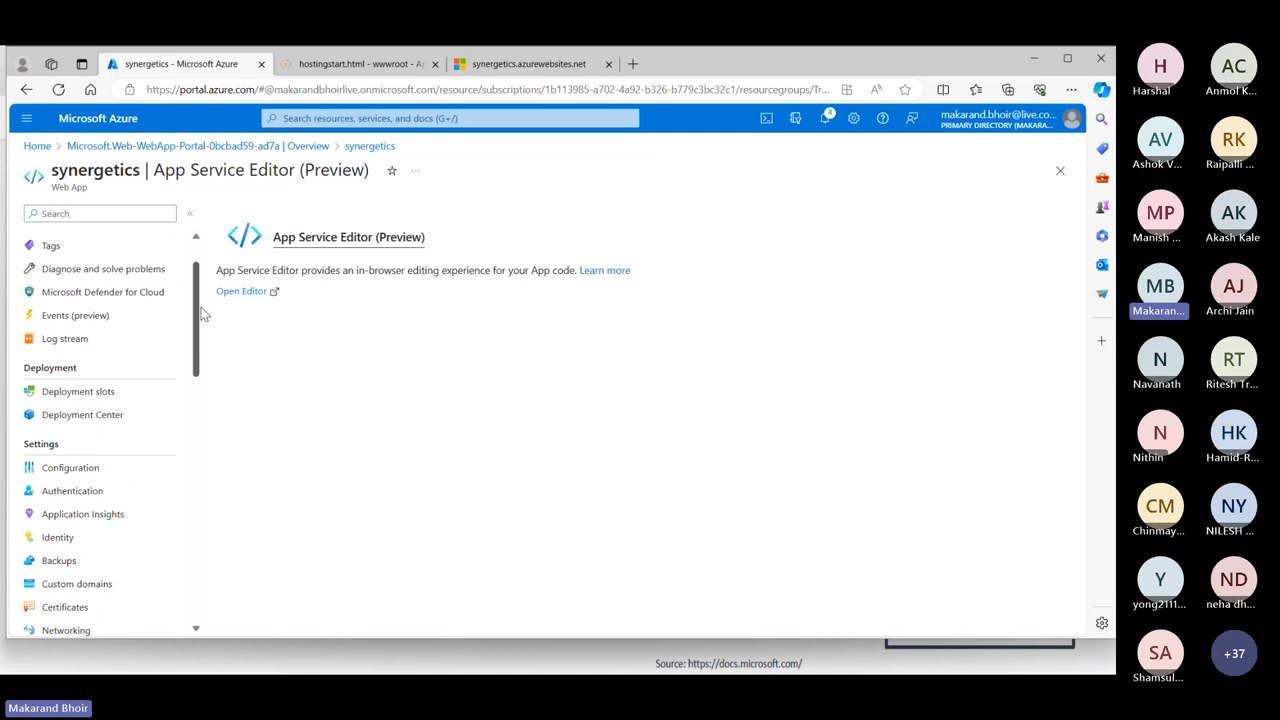 synergetics - Microsoft Azure
hostingstart.html - wwwroot - Ap
synergetics.azurewebsites.net
https://portal.azure.com/#@makarandbhoirlive.onmicrosoft.com/resource/subscriptions/1b113985-a702-4a92-b326-b779c3bc32c1/resourcegroups/Tr...
Microsoft Azure
Search resources, services, and docs (G+/)
4
makarand.bhoir@live.co...
PRIMARY DIRECTORY (MAKARA...
Home > Microsoft.Web-WebApp-Portal-0bcbad59-ad7a | Overview > synergetics
synergetics | App Service Editor (Preview)
Web App
Search
App Service Editor (Preview)
App Service Editor provides an in-browser editing experience for your App code. Learn more
Open Editor
Tags
Diagnose and solve problems
Microsoft Defender for Cloud
Events (preview)
Log stream
Deployment
Deployment slots
Deployment Center
Settings
Configuration
Authentication
Application Insights
Identity
Backups
Custom domains
Certificates
Networking
Source: https://docs.microsoft.com/
Makarand Bhoir
H
Harshal
AC
Anmol K...
AV
Ashok V...
RK
Raipalli ...
MP
Manish ...
AK
Akash Kale
MB
Makaran...
AJ
Archi Jain
N
Navanath
RT
Ritesh Tr...
N
Nithin
HK
Hamid-R...
CM
Chinmay...
NY
NILESH ...
Y
yong2111...
ND
neha dh...
SA
Shamsul...
+37